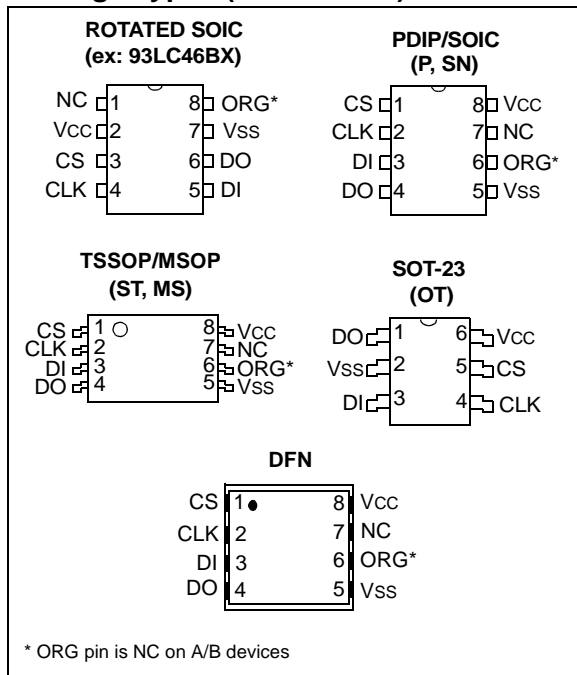 ROTATED SOIC
(ex: 93LC46BX)
NC 1 8 ORG*
VCC 2 7 VSS
CS 3 6 DO
CLK 4 5 DI
PDIP/SOIC
(P, SN)
CS 1 8 VCC
CLK 2 7 NC
DI 3 6 ORG*
DO 4 5 VSS
TSSOP/MSOP
(ST, MS)
CS 1 8 VCC
CLK 2 7 NC
DI 3 6 ORG*
DO 4 5 VSS
SOT-23
(OT)
DO 1 6 VCC
VSS 2 5 CS
DI 3 4 CLK
DFN
CS 1 8 VCC
CLK 2 7 NC
DI 3 6 ORG*
DO 4 5 VSS
* ORG pin is NC on A/B devices